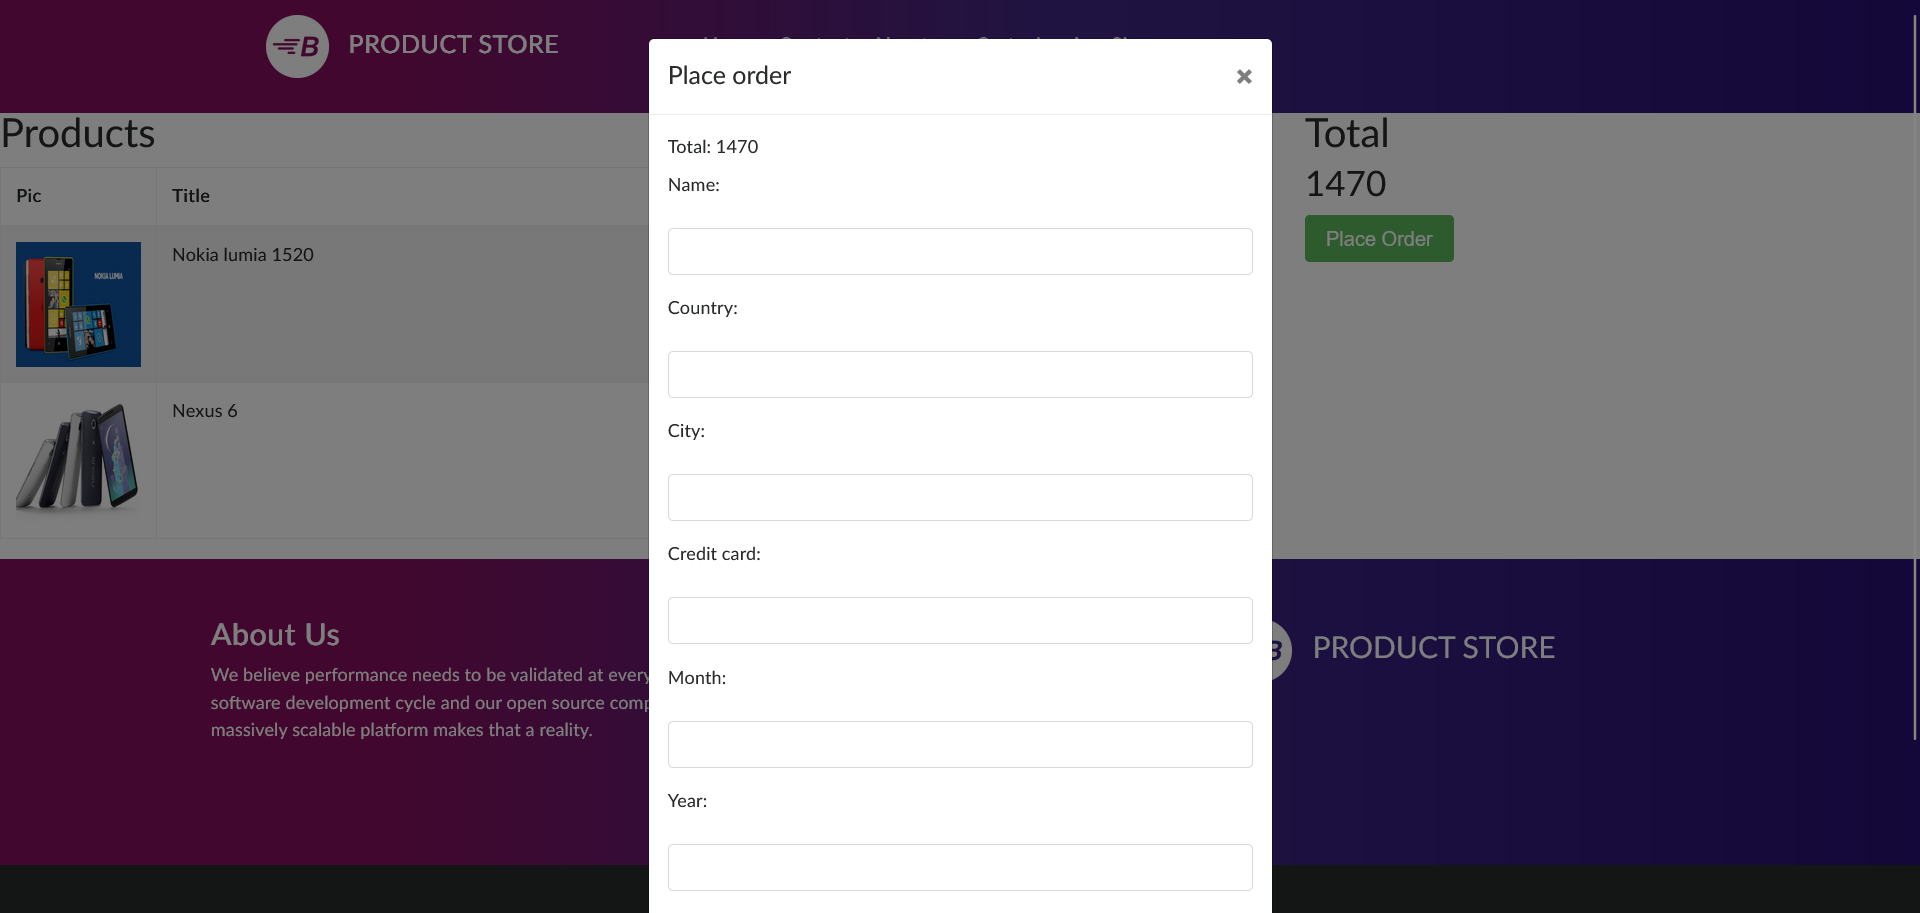 PRODUCT STORE
Place order
Total: 1470
Name:
Country:
City:
Credit card:
Month:
Year:
Products
Pic
Title
Nokia lumia 1520
NOKIA LUMIA
Nexus 6
Total
1470
Place Order
About Us
We believe performance needs to be validated at every
software development cycle and our open source comp
massively scalable platform makes that a reality.
B
PRODUCT STORE